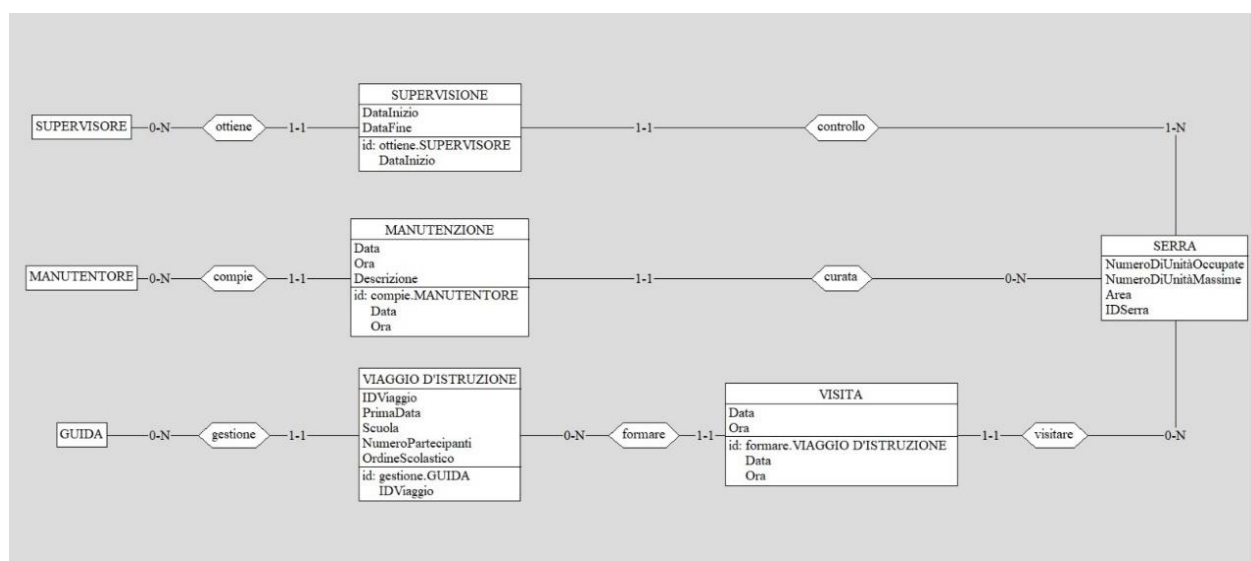 SUPERVISIONE
DataInizio
DataFine
id: ottiene.SUPERVISORE
DataInizio
SUPERVISORE 0-N ottiene 1-1 1-1 controllo 1-N
MANUTENZIONE
Data
Ora
Descrizione
id: compie.MANUTENTORE
Data
Ora
MANUTENTORE 0-N compie 1-1 1-1 curata 0-N
SERRA
NumeroDiUnitàOccupate
NumeroDiUnitàMassime
Area
IDSerra
VIAGGIO D'ISTRUZIONE
IDViaggio
PrimaData
Scuola
NumeroPartecipanti
OrdineScolastico
id: gestione.GUIDA
IDViaggio
GUIDA 0-N gestione 1-1 0-N formare 1-1
VISITA
Data
Ora
id: formare.VIAGGIO D'ISTRUZIONE
Data
Ora
1-1 visitare 0-N